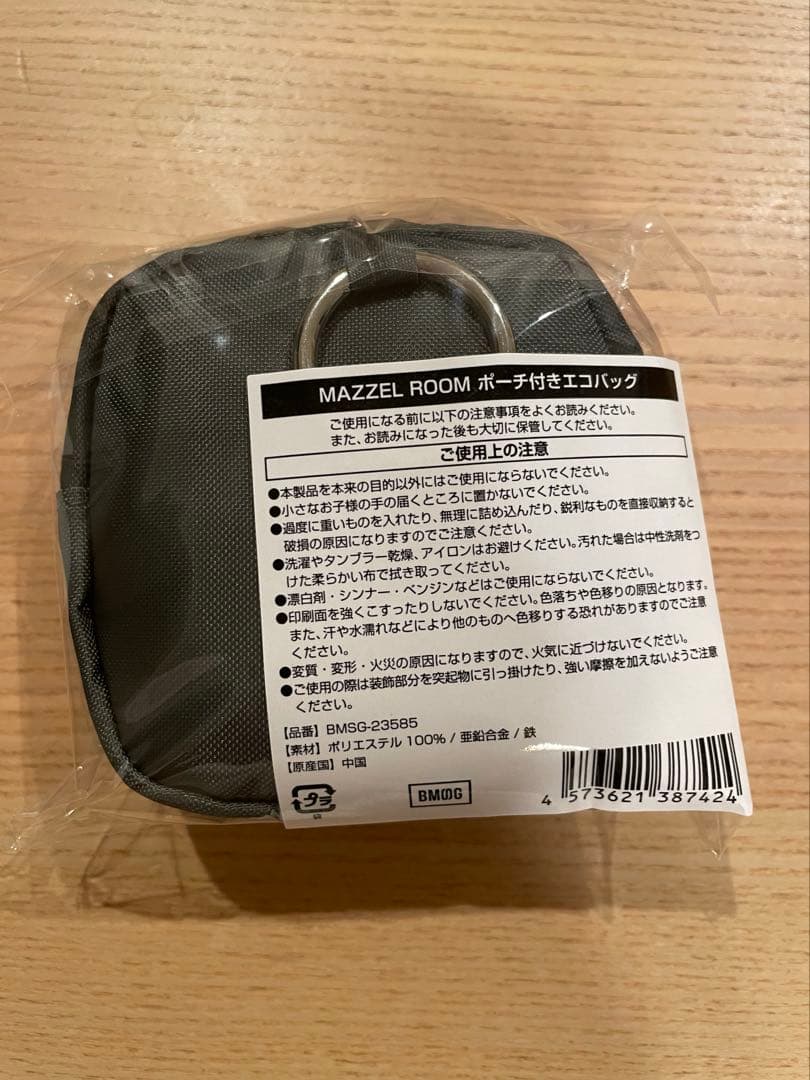 MAZZEL ROOM ポーチ付きエコバッグ
ご使用になる前に以下の注意事項をよくお読みください。
また、お読みになった後も大切に保管してください。
ご使用上の注意
●本製品を本来の目的以外にはご使用にならないでください。
●小さなお子様の手の届くところに置かないでください。
●過度に重いものを入れたり、無理に詰め込んだり、鋭利なものを直接収納すると
破損の原因になりますのでご注意ください。
●洗濯やタンブラー乾燥、アイロンはお避けください。汚れた場合は中性洗剤をつ
けた柔らかい布で拭き取ってください。
●漂白剤・シンナー・ベンジンなどはご使用にならないでください。
●印刷面を強くこすったりしないでください。色落ちや色移りの原因となります。
また、汗や水濡れなどにより他のものへ色移りする恐れがありますのでご注意
ください。
●変質・変形・火災の原因になりますので、火気に近づけないでください。
●ご使用の際は装飾部分を突起物に引っ掛けたり、強い摩擦を加えないようご注意
ください。
【品番】BMSG-23585
【素材】ポリエステル 100% / 亜鉛合金 / 鉄
【原産国】中国
プラ
袋
BMSG
4 573621 387424